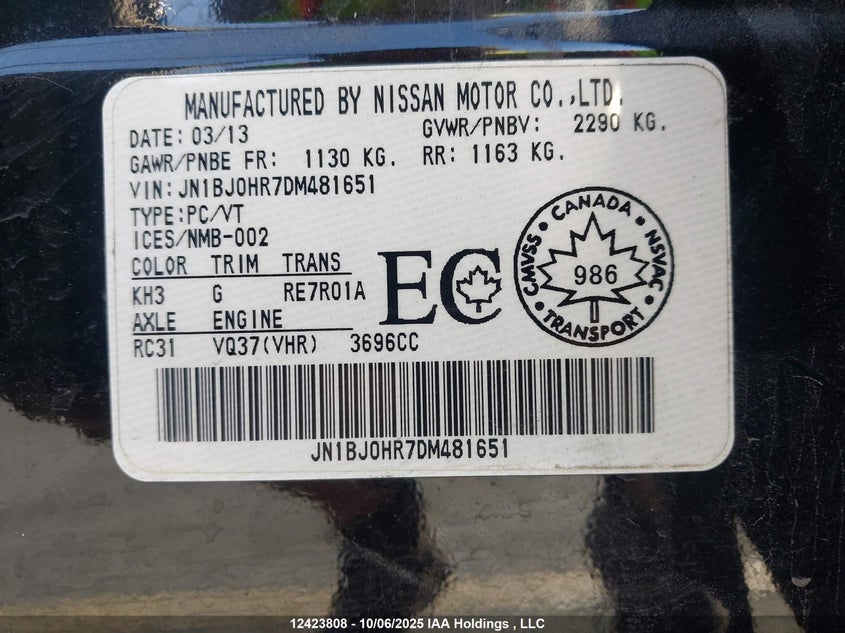 MANUFACTURED BY NISSAN MOTOR CO.,LTD.
DATE: 03/13 GVWR/PNBV: 2290 KG.
GAWR/PNBE FR: 1130 KG. RR: 1163 KG.
VIN: JN1BJ0HR7DM481651
TYPE:PC/VT
ICES/NMB-002
COLOR TRIM TRANS
KH3 G RE7R01A
AXLE ENGINE
RC31 VQ37(VHR) 3696CC
EC
CANADA
CMVSS
NSVAC
986
TRANSPORT
JN1BJ0HR7DM481651
12423808 - 10/06/2025 IAA Holdings , LLC